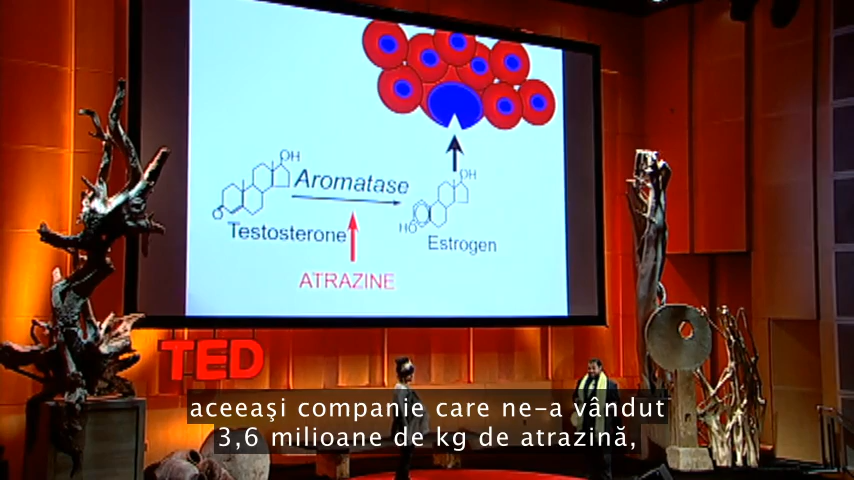 OH
Aromatase
OH
O
HO
Testosterone
Estrogen
ATRAZINE
TED
aceeaşi companie care ne-a vândut
3,6 milioane de kg de atrazină,